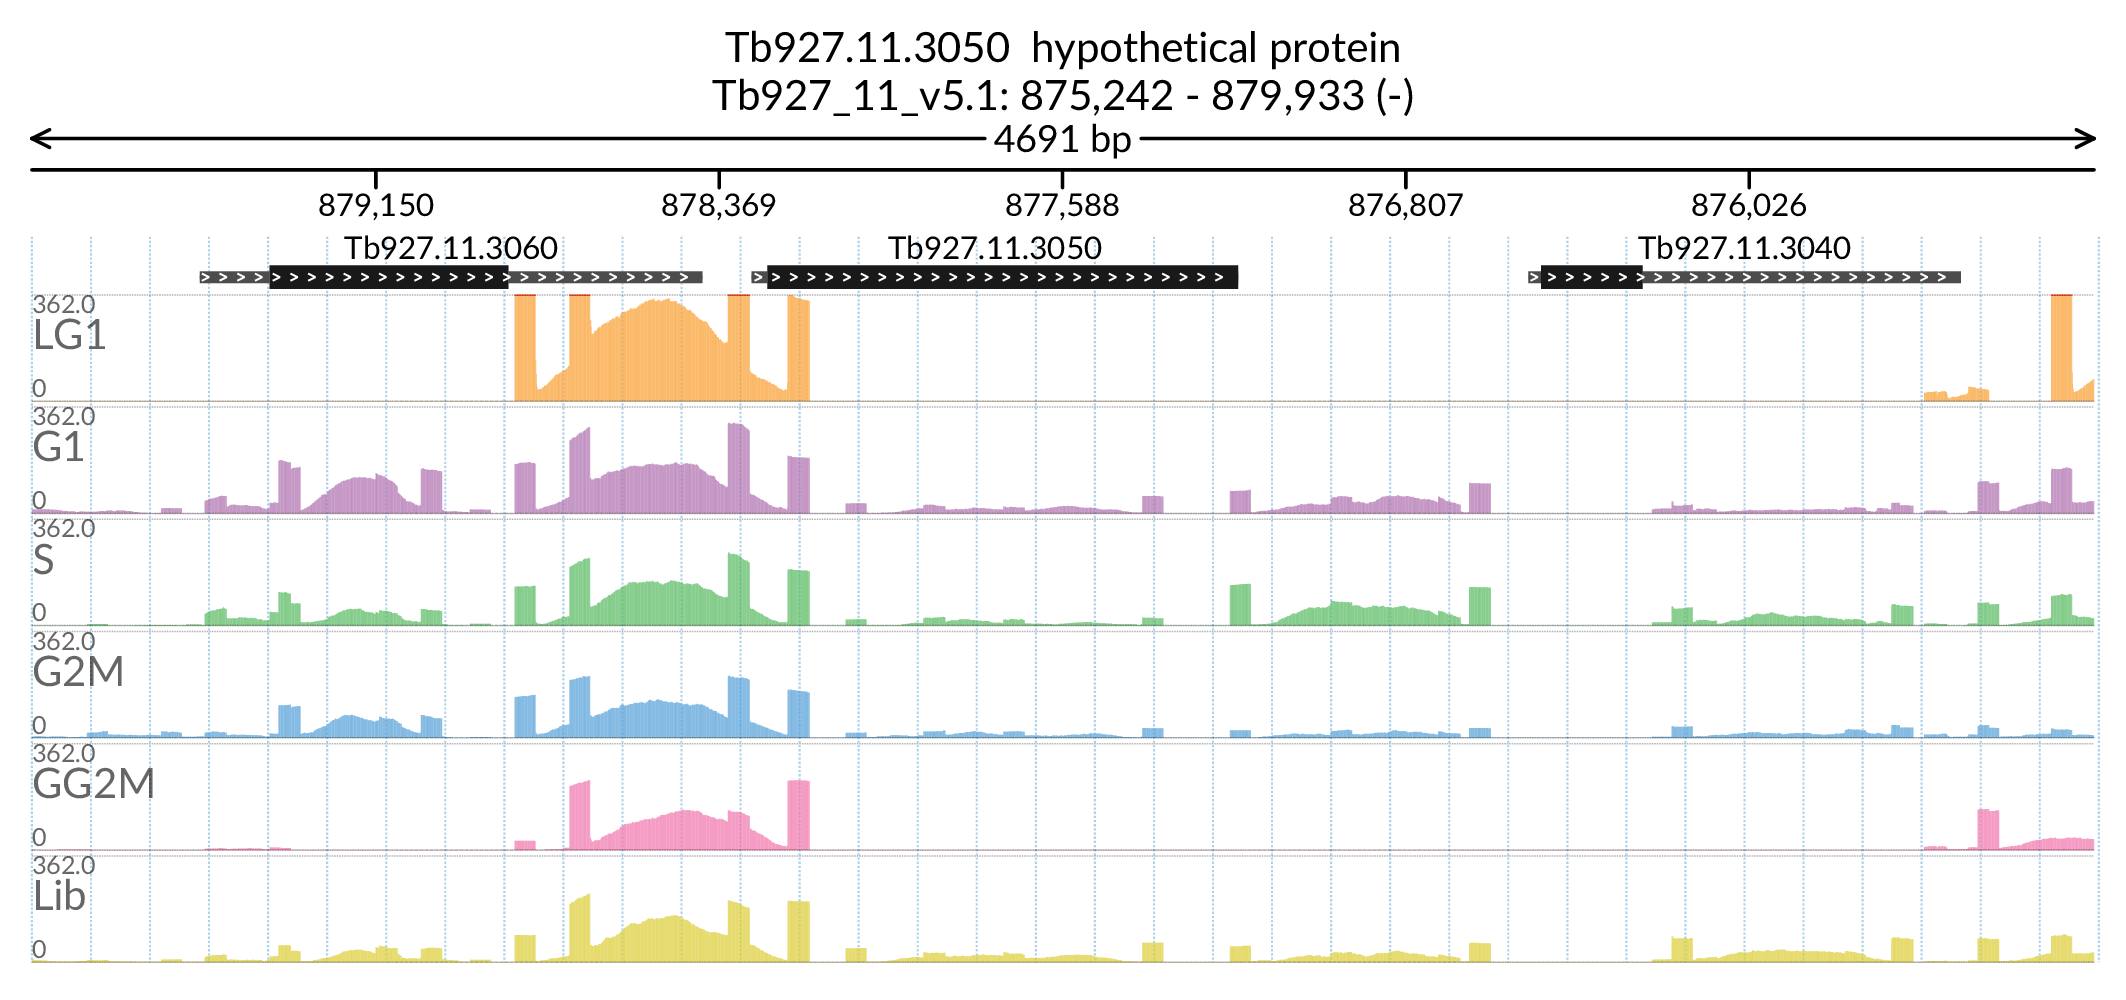 Tb927.11.3050  hypothetical protein
Tb927_11_v5.1: 875,242 - 879,933 (-)
4691 bp
879,150 878,369 877,588 876,807 876,026
Tb927.11.3060 Tb927.11.3050 Tb927.11.3040
362.0
LG1
0
362.0
G1
0
362.0
S
0
362.0
G2M
0
362.0
GG2M
0
362.0
Lib
0